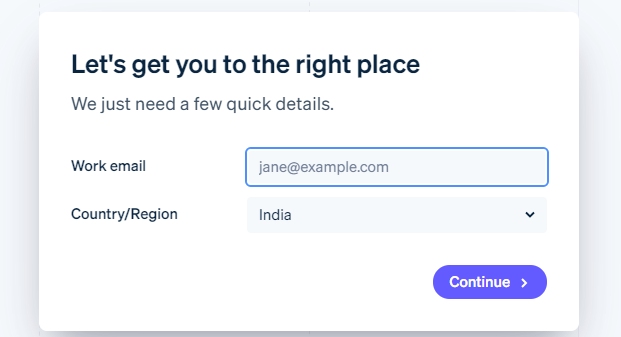 Let's get you to the right place
We just need a few quick details.
Work email
jane@example.com
Country/Region
India
Continue